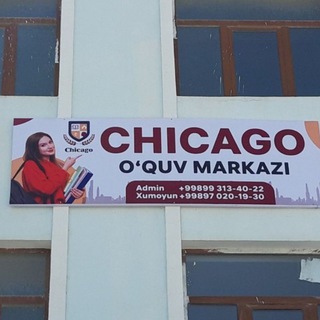 Chicago
CHICAGO
O‘QUV MARKAZI
Admin +99899 313-40-22
Xumoyun +99897 020-19-30